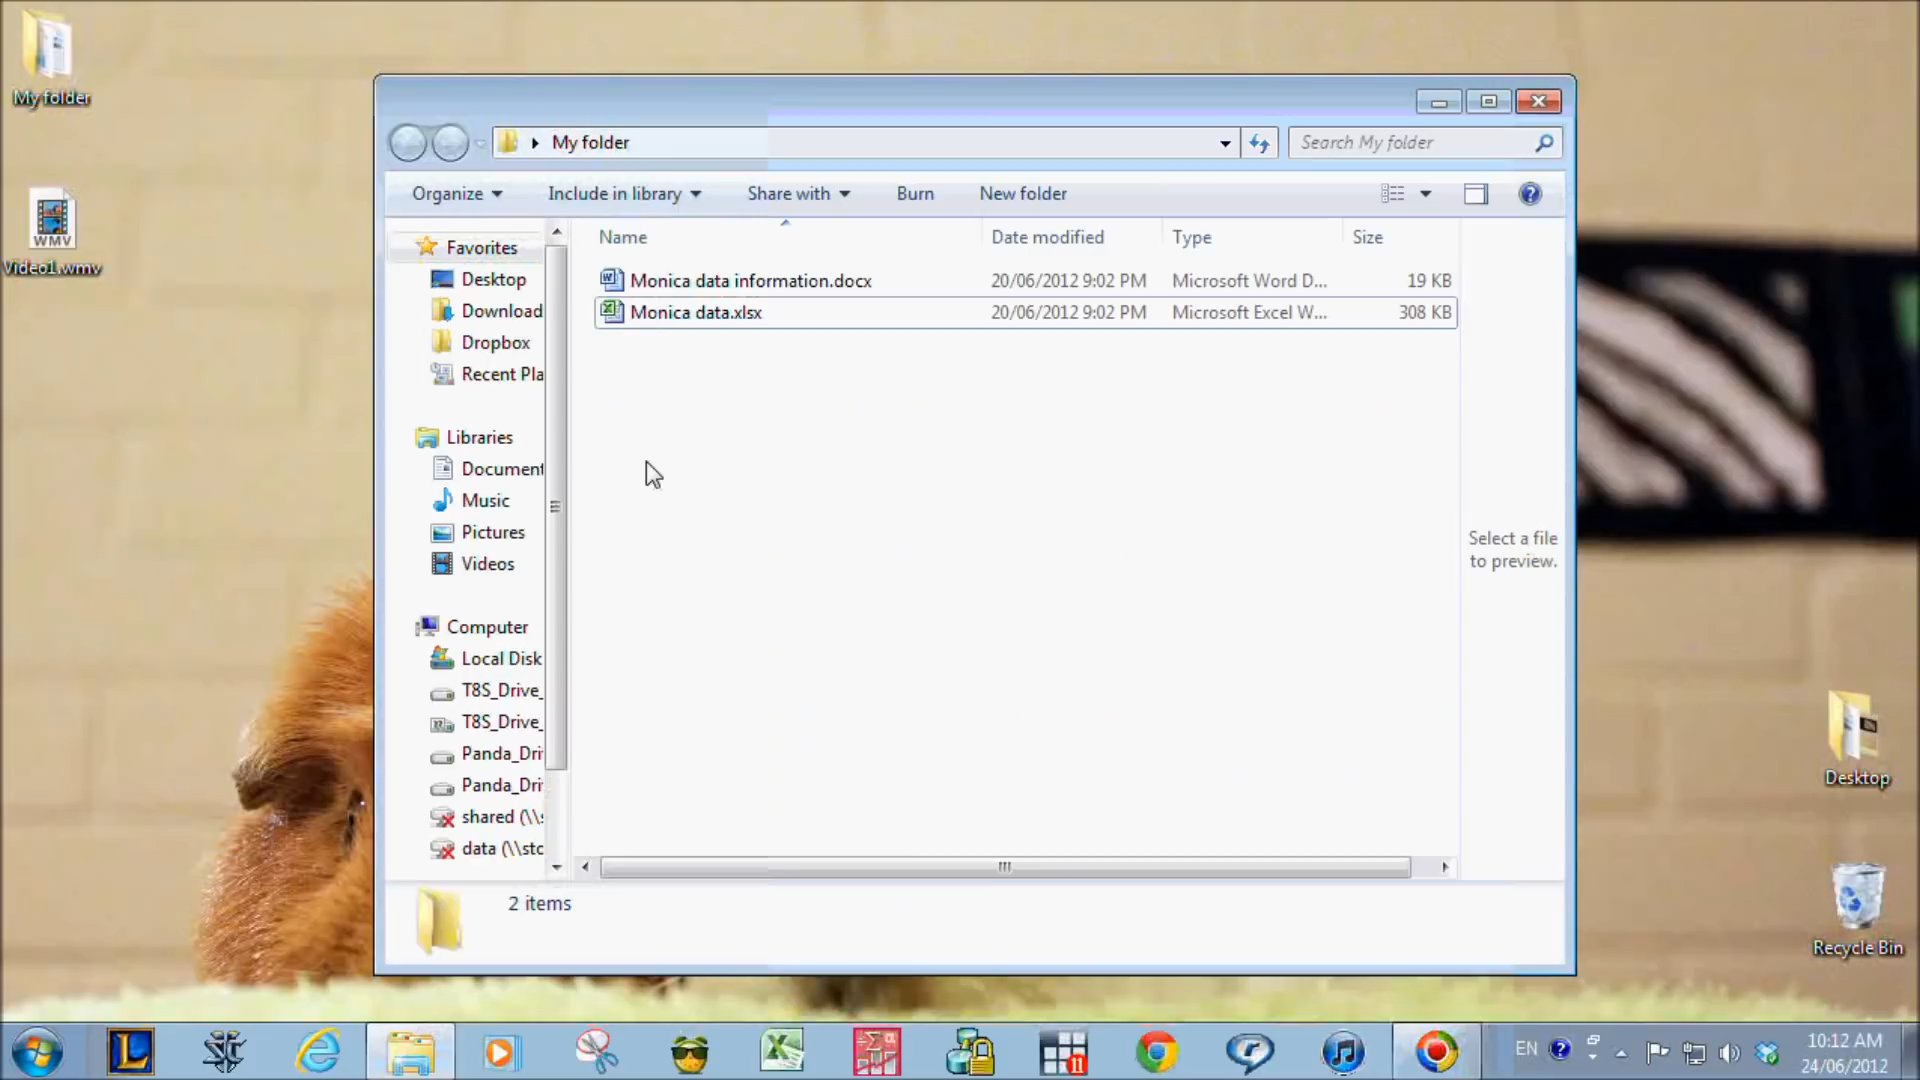 My folder
Video1.wmv
WMV
My folder
Search My folder
Organize
Include in library
Share with
Burn
New folder
Name
Date modified
Type
Size
Monica data information.docx
20/06/2012 9:02 PM
Microsoft Word D...
19 KB
Monica data.xlsx
20/06/2012 9:02 PM
Microsoft Excel W...
308 KB
Favorites
Desktop
Download
Dropbox
Recent Pla
Libraries
Document
Music
Pictures
Videos
Computer
Local Disk
T8S_Drive_
T8S_Drive_
Panda_Dri
Panda_Dri
shared (\\s
data (\\sto
Select a file
to preview.
2 items
Desktop
Recycle Bin
L
11
EN
10:12 AM
24/06/2012